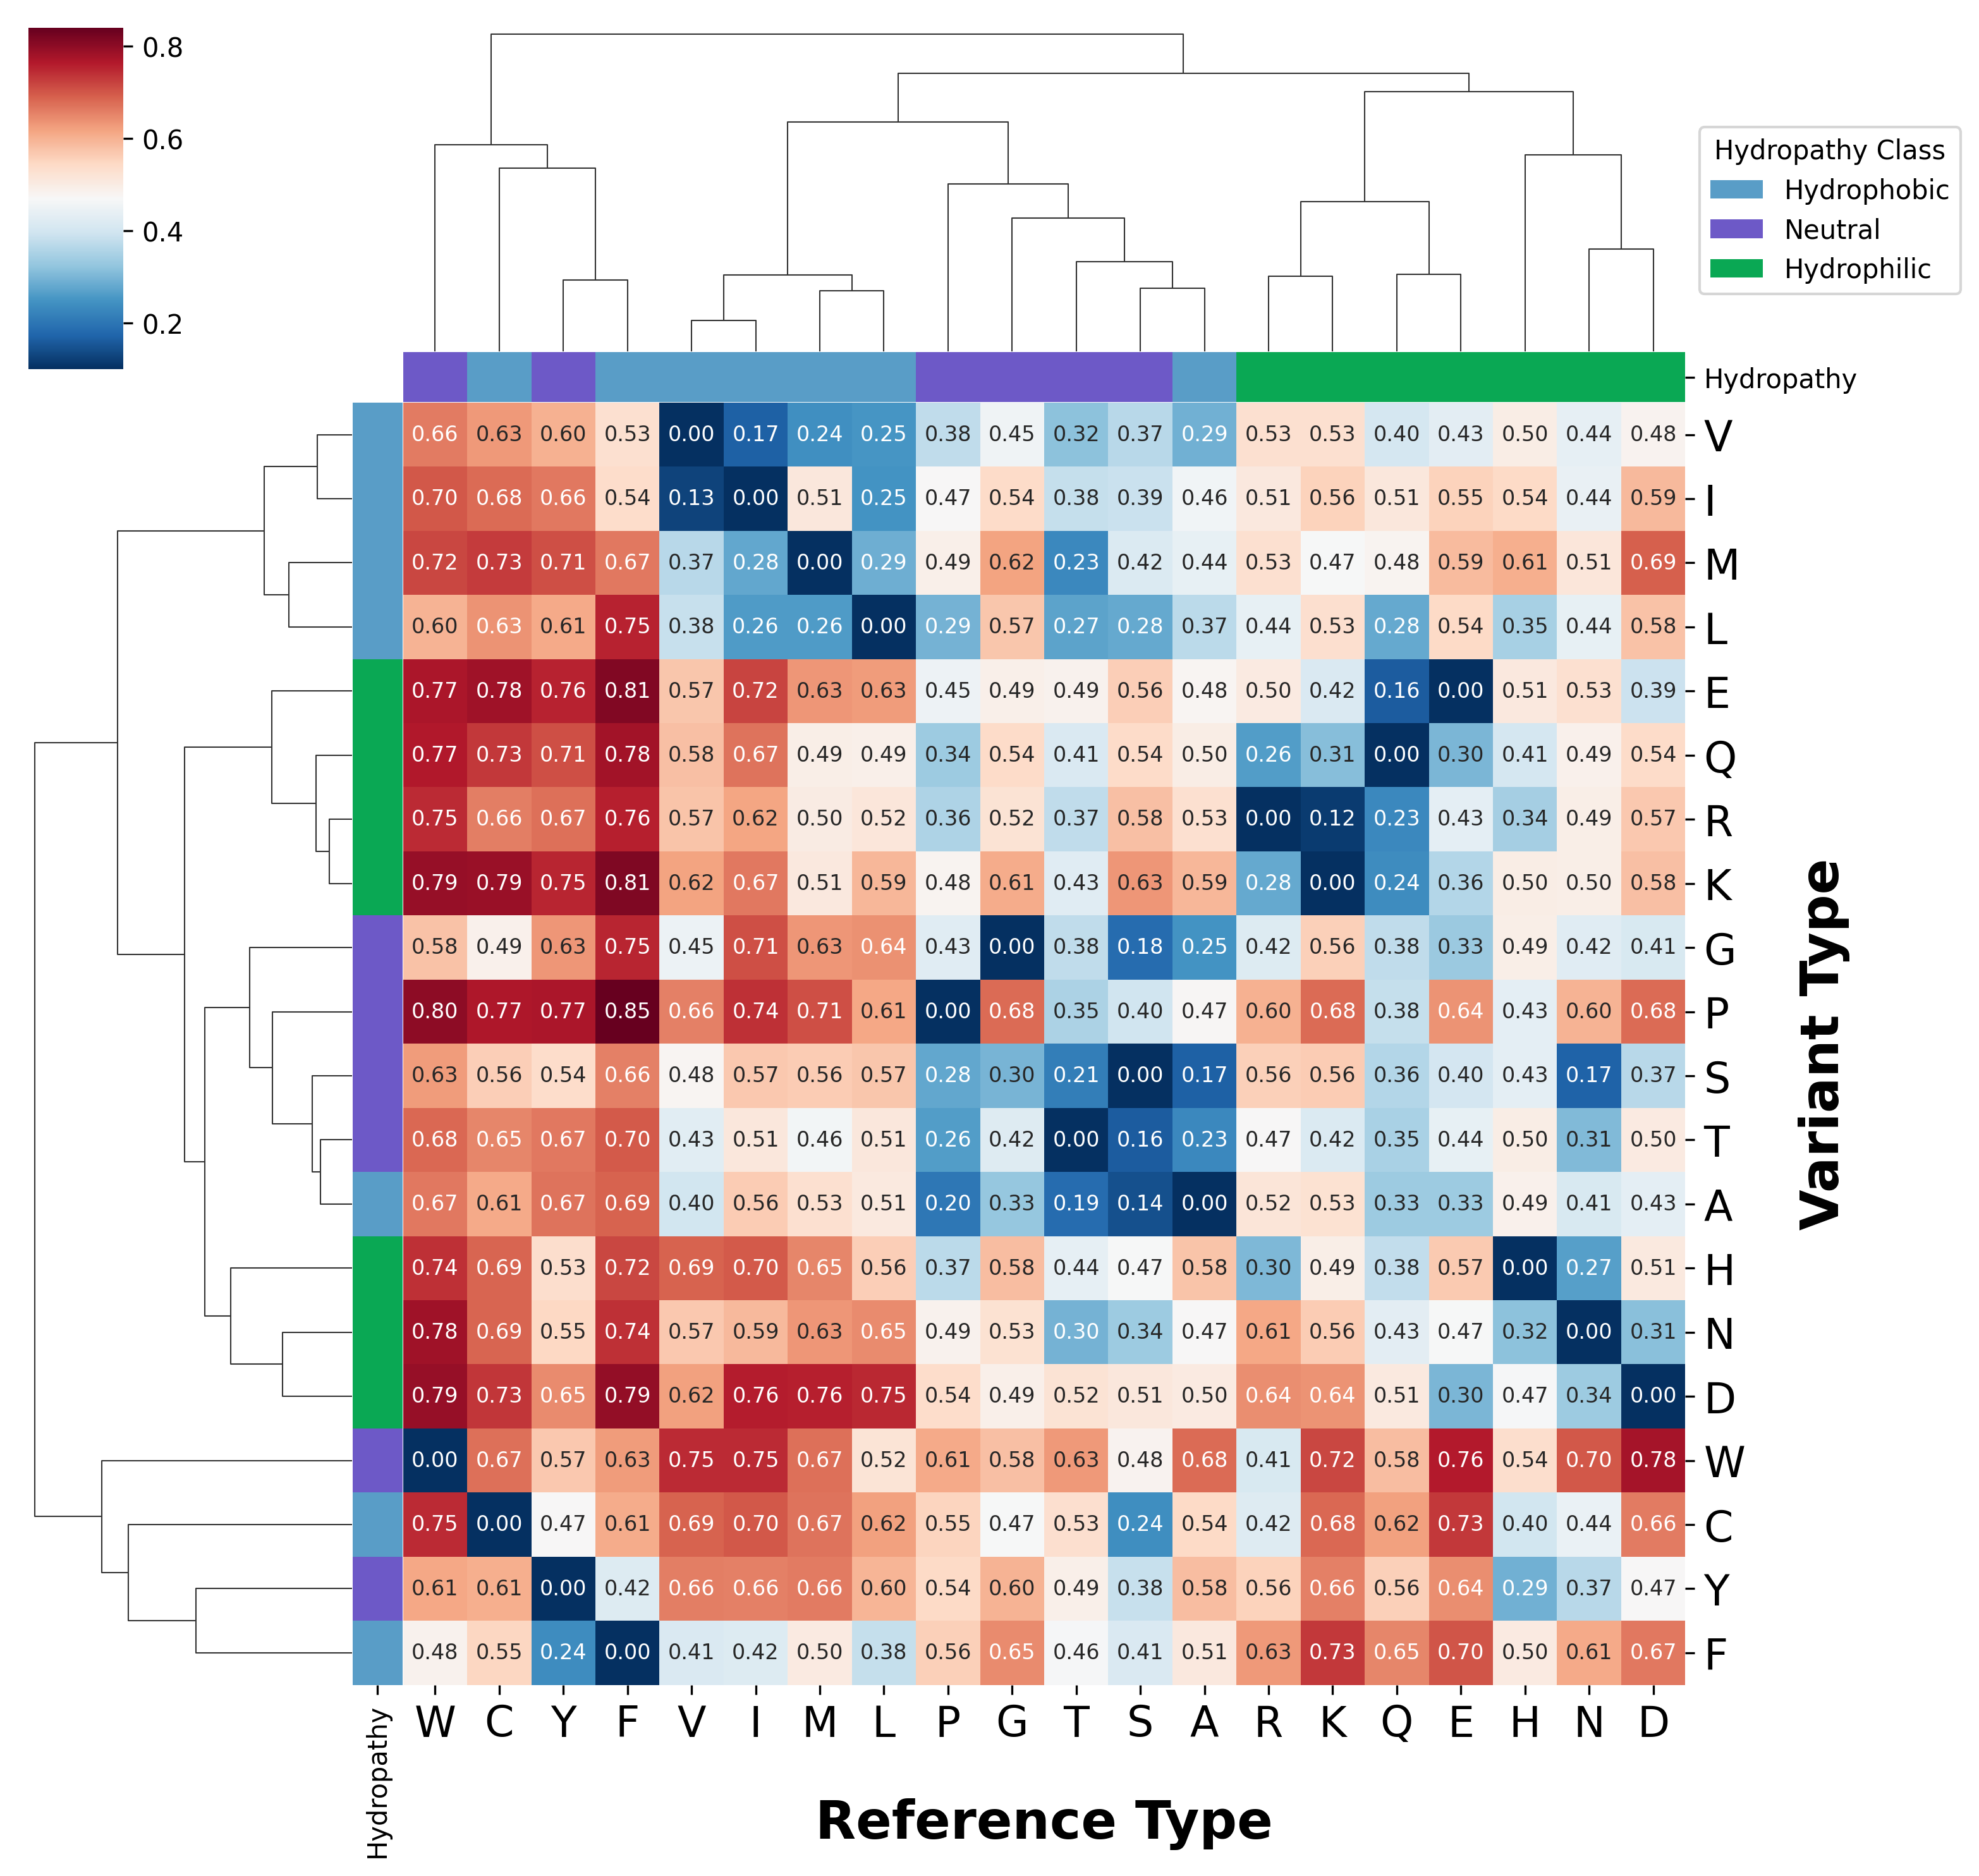 0.8
0.6
0.4
0.2
Hydropathy Class
Hydrophobic
Neutral
Hydrophilic
Hydropathy
0.66 0.63 0.60 0.53 0.00 0.17 0.24 0.25 0.38 0.45 0.32 0.37 0.29 0.53 0.53 0.40 0.43 0.50 0.44 0.48 V
0.70 0.68 0.66 0.54 0.13 0.00 0.51 0.25 0.47 0.54 0.38 0.39 0.46 0.51 0.56 0.51 0.55 0.54 0.44 0.59 I
0.72 0.73 0.71 0.67 0.37 0.28 0.00 0.29 0.49 0.62 0.23 0.42 0.44 0.53 0.47 0.48 0.59 0.61 0.51 0.69 M
0.60 0.63 0.61 0.75 0.38 0.26 0.26 0.00 0.29 0.57 0.27 0.28 0.37 0.44 0.53 0.28 0.54 0.35 0.44 0.58 L
0.77 0.78 0.76 0.81 0.57 0.72 0.63 0.63 0.45 0.49 0.49 0.56 0.48 0.50 0.42 0.16 0.00 0.51 0.53 0.39 E
0.77 0.73 0.71 0.78 0.58 0.67 0.49 0.49 0.34 0.54 0.41 0.54 0.50 0.26 0.31 0.00 0.30 0.41 0.49 0.54 Q
0.75 0.66 0.67 0.76 0.57 0.62 0.50 0.52 0.36 0.52 0.37 0.58 0.53 0.00 0.12 0.23 0.43 0.34 0.49 0.57 R
0.79 0.79 0.75 0.81 0.62 0.67 0.51 0.59 0.48 0.61 0.43 0.63 0.59 0.28 0.00 0.24 0.36 0.50 0.50 0.58 K
0.58 0.49 0.63 0.75 0.45 0.71 0.63 0.64 0.43 0.00 0.38 0.18 0.25 0.42 0.56 0.38 0.33 0.49 0.42 0.41 G
0.80 0.77 0.77 0.85 0.66 0.74 0.71 0.61 0.00 0.68 0.35 0.40 0.47 0.60 0.68 0.38 0.64 0.43 0.60 0.68 P
0.63 0.56 0.54 0.66 0.48 0.57 0.56 0.57 0.28 0.30 0.21 0.00 0.17 0.56 0.56 0.36 0.40 0.43 0.17 0.37 S
0.68 0.65 0.67 0.70 0.43 0.51 0.46 0.51 0.26 0.42 0.00 0.16 0.23 0.47 0.42 0.35 0.44 0.50 0.31 0.50 T
0.67 0.61 0.67 0.69 0.40 0.56 0.53 0.51 0.20 0.33 0.19 0.14 0.00 0.52 0.53 0.33 0.33 0.49 0.41 0.43 A
0.74 0.69 0.53 0.72 0.69 0.70 0.65 0.56 0.37 0.58 0.44 0.47 0.58 0.30 0.49 0.38 0.57 0.00 0.27 0.51 H
0.78 0.69 0.55 0.74 0.57 0.59 0.63 0.65 0.49 0.53 0.30 0.34 0.47 0.61 0.56 0.43 0.47 0.32 0.00 0.31 N
0.79 0.73 0.65 0.79 0.62 0.76 0.76 0.75 0.54 0.49 0.52 0.51 0.50 0.64 0.64 0.51 0.30 0.47 0.34 0.00 D
0.00 0.67 0.57 0.63 0.75 0.75 0.67 0.52 0.61 0.58 0.63 0.48 0.68 0.41 0.72 0.58 0.76 0.54 0.70 0.78 W
0.75 0.00 0.47 0.61 0.69 0.70 0.67 0.62 0.55 0.47 0.53 0.24 0.54 0.42 0.68 0.62 0.73 0.40 0.44 0.66 C
0.61 0.61 0.00 0.42 0.66 0.66 0.66 0.60 0.54 0.60 0.49 0.38 0.58 0.56 0.66 0.56 0.64 0.29 0.37 0.47 Y
0.48 0.55 0.24 0.00 0.41 0.42 0.50 0.38 0.56 0.65 0.46 0.41 0.51 0.63 0.73 0.65 0.70 0.50 0.61 0.67 F
Variant Type
Hydropathy
W C Y F V I M L P G T S A R K Q E H N D
Reference Type